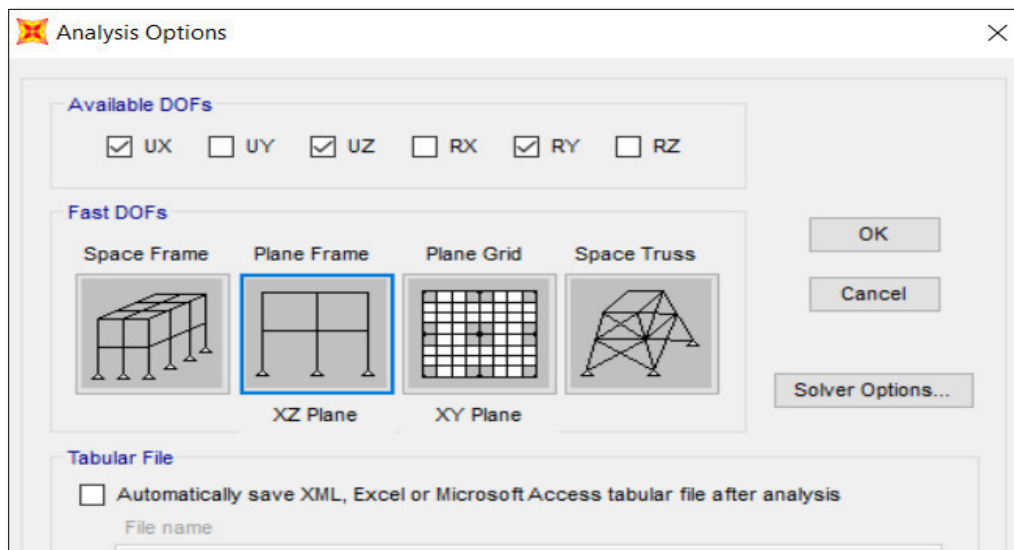 Analysis Options
Available DOFs
UX UY UZ RX RY RZ
Fast DOFs
Space Frame Plane Frame Plane Grid Space Truss
XZ Plane XY Plane
OK
Cancel
Solver Options...
Tabular File
Automatically save XML, Excel or Microsoft Access tabular file after analysis
File name